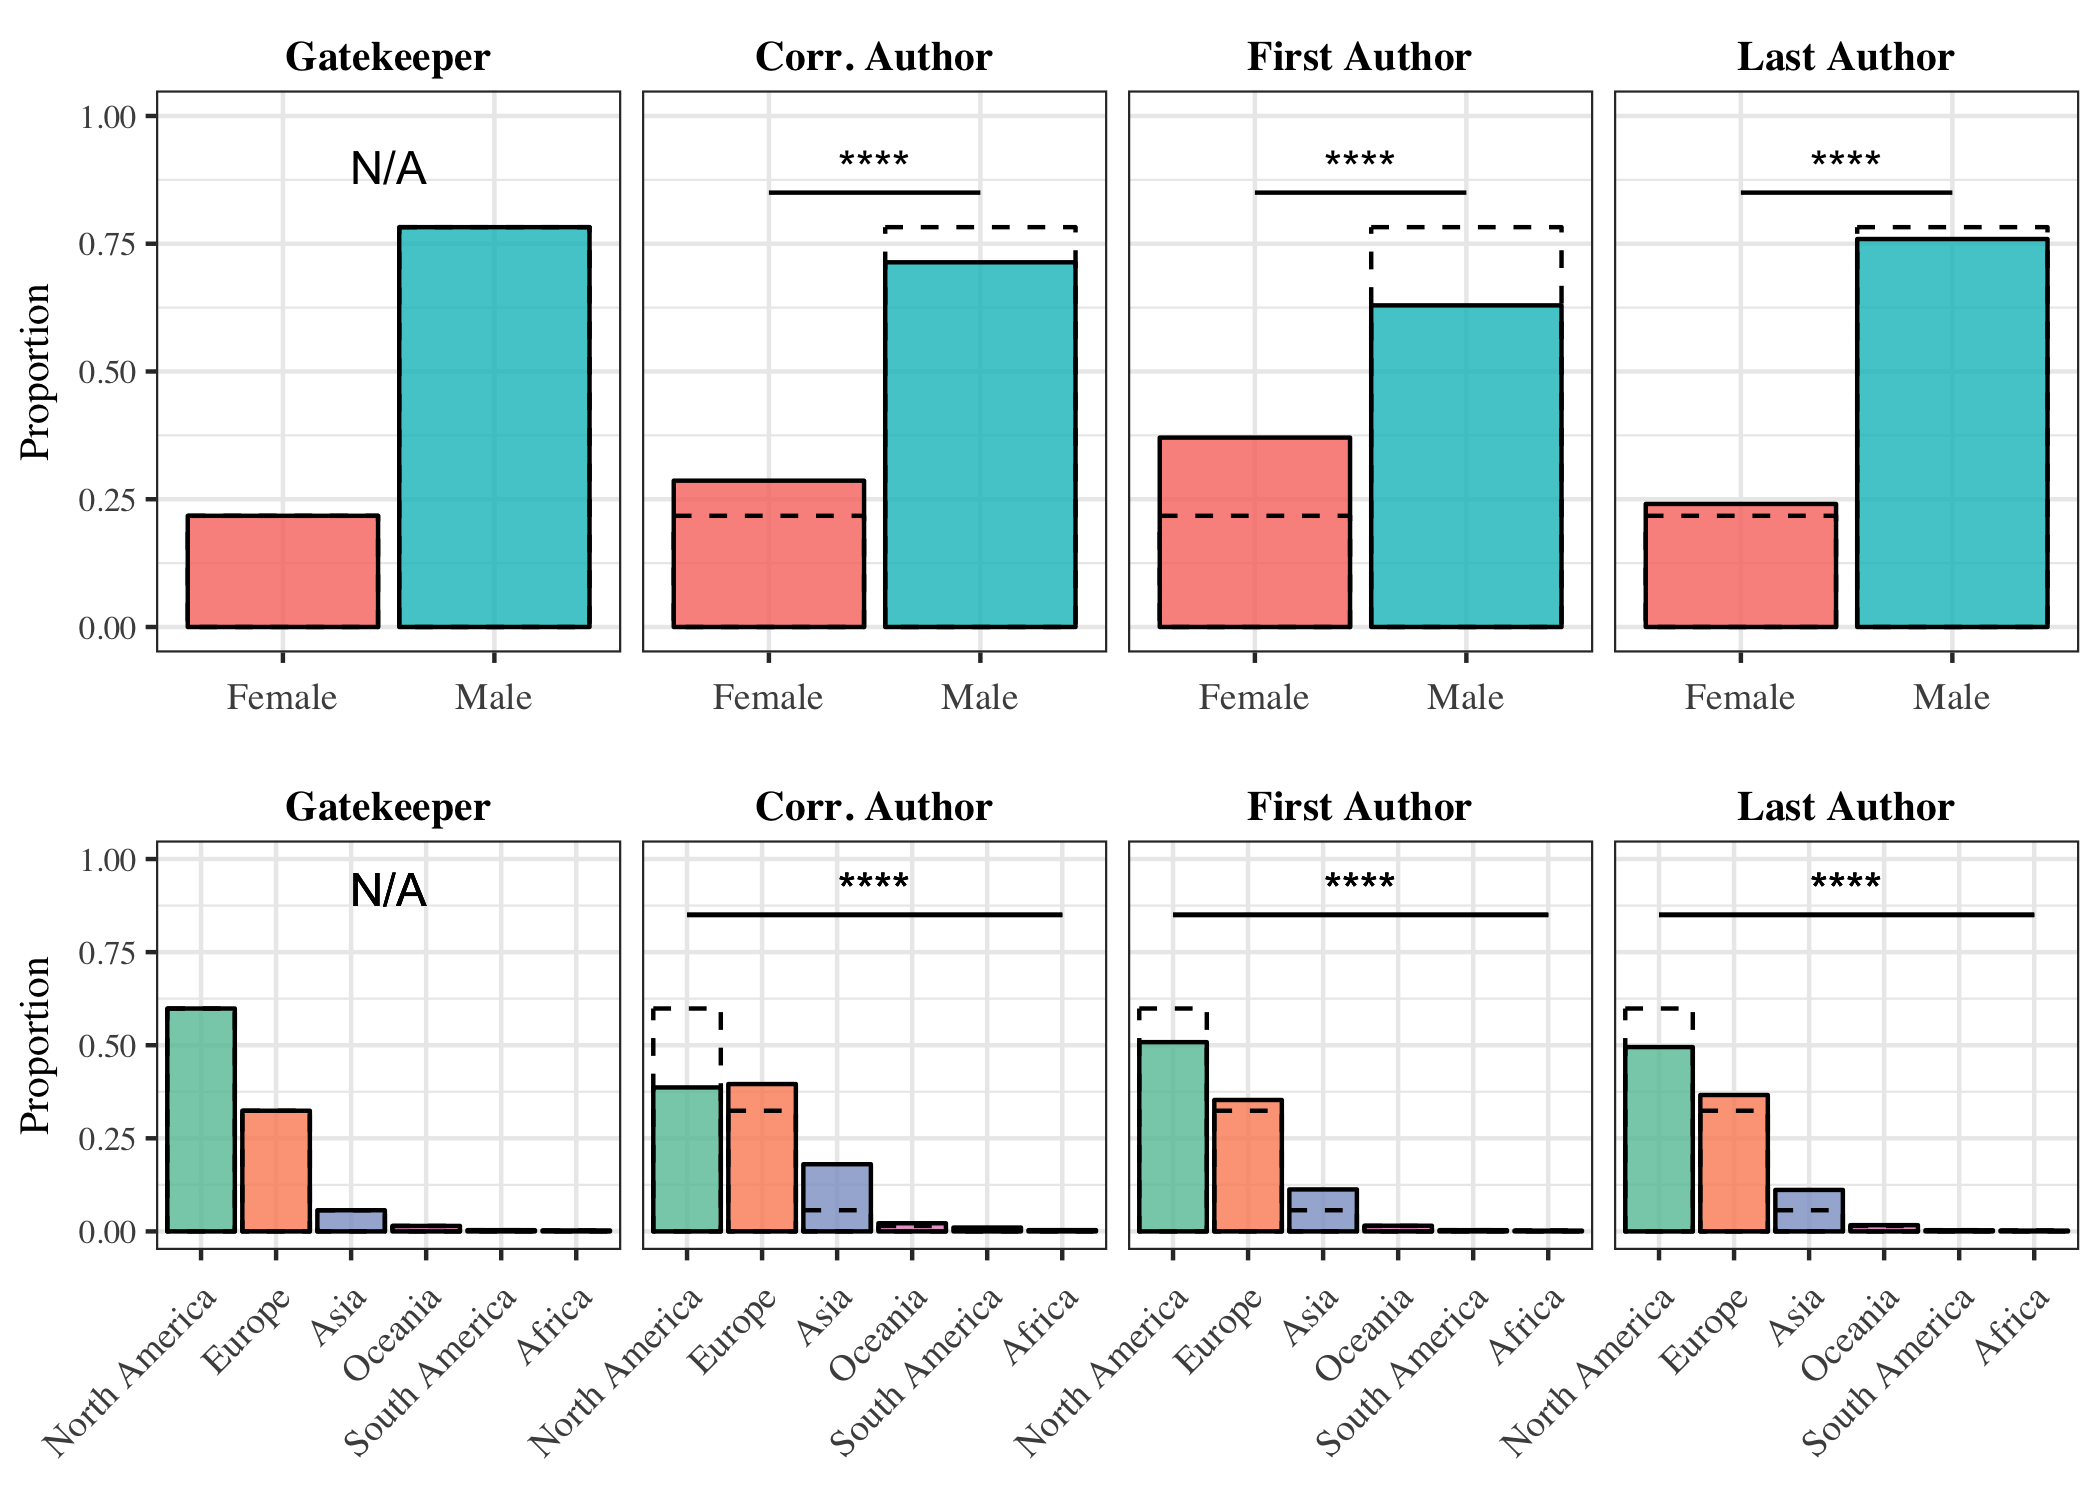 Gatekeeper Corr. Author First Author Last Author
1.00
N/A **** **** ****
0.75
0.50
0.25
0.00
Proportion
Female Male Female Male Female Male Female Male
Gatekeeper Corr. Author First Author Last Author
1.00
N/A **** **** ****
0.75
0.50
0.25
0.00
Proportion
North America Europe Asia Oceania South America Africa North America Europe Asia Oceania South America Africa North America Europe Asia Oceania South America Africa North America Europe Asia Oceania South America Africa